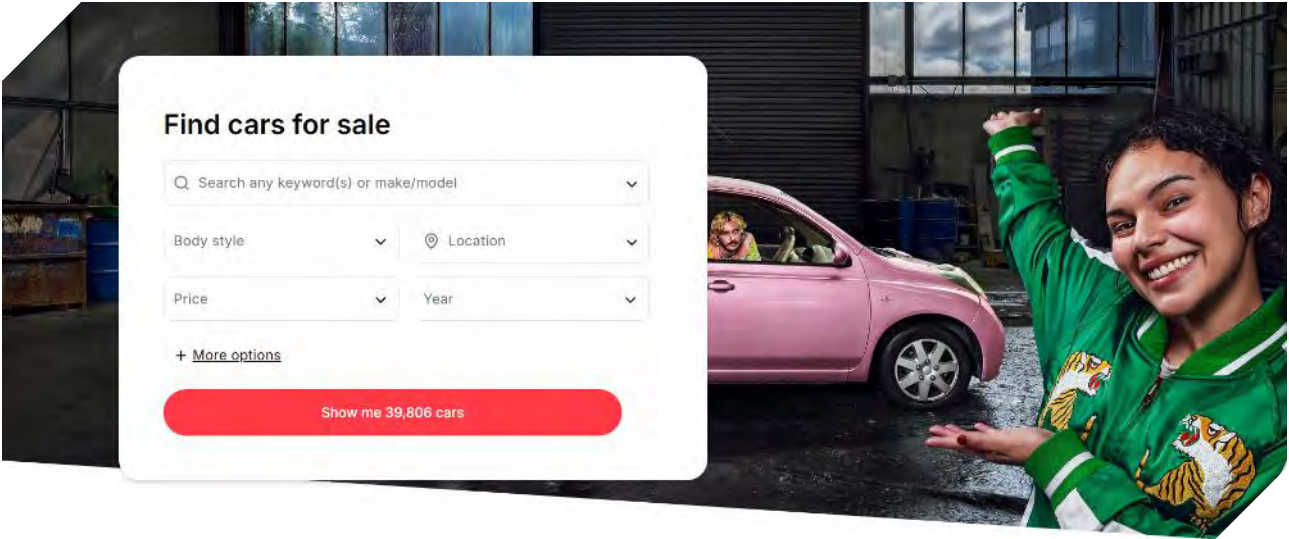 Find cars for sale
Search any keyword(s) or make/model
Body style
Location
Price
Year
+ More options
Show me 39,806 cars